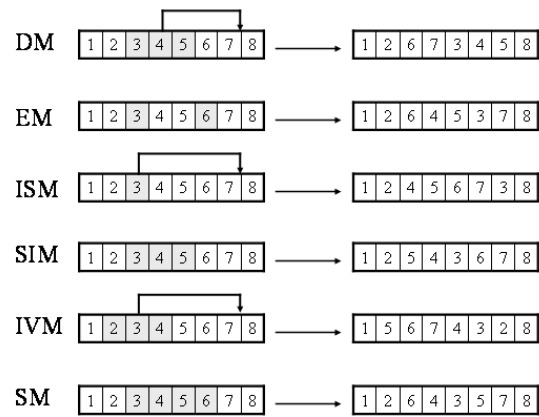 DM 1 2 3 4 5 6 7 8 1 2 6 7 3 4 5 8
EM 1 2 3 4 5 6 7 8 1 2 6 4 5 3 7 8
ISM 1 2 3 4 5 6 7 8 1 2 4 5 6 7 3 8
SIM 1 2 3 4 5 6 7 8 1 2 5 4 3 6 7 8
IVM 1 2 3 4 5 6 7 8 1 5 6 7 4 3 2 8
SM 1 2 3 4 5 6 7 8 1 2 6 4 3 5 7 8